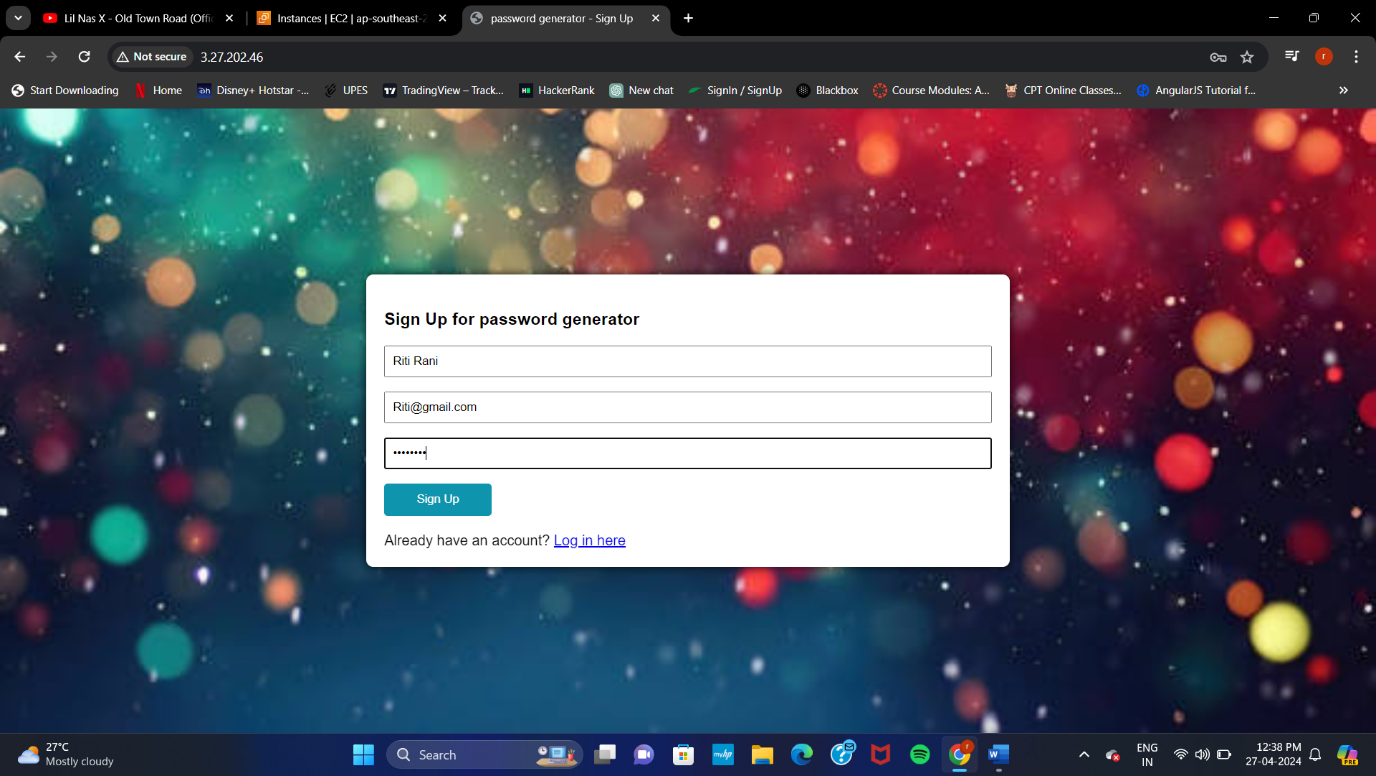 Lil Nas X - Old Town Road (Offic
Instances | EC2 | ap-southeast-2
password generator - Sign Up
Not secure
3.27.202.46
r
Start Downloading
Home
Disney+ Hotstar -...
UPES
TradingView – Track...
HackerRank
New chat
SignIn / SignUp
Blackbox
Course Modules: A...
CPT Online Classes...
AngularJS Tutorial f...
Sign Up for password generator
Riti Rani
Riti@gmail.com
••••••••
Sign Up
Already have an account? Log in here
27°C
Mostly cloudy
Search
ENG
IN
12:38 PM
27-04-2024
PRE